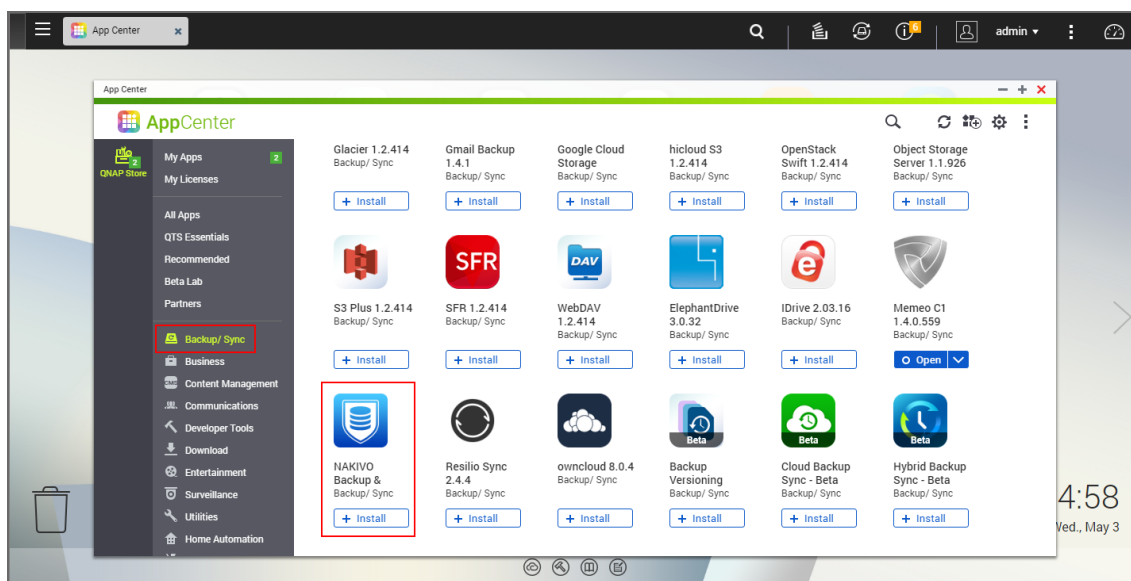 App Center
6
admin
App Center
AppCenter
2
QNAP Store
My Apps 2
My Licenses
All Apps
QTS Essentials
Recommended
Beta Lab
Partners
Backup/ Sync
Business
Content Management
Communications
Developer Tools
Download
Entertainment
Surveillance
Utilities
Home Automation
Glacier 1.2.414
Backup/ Sync
+ Install
Gmail Backup
1.4.1
Backup/ Sync
+ Install
Google Cloud
Storage
Backup/ Sync
+ Install
hicloud S3
1.2.414
Backup/ Sync
+ Install
OpenStack
Swift 1.2.414
Backup/ Sync
+ Install
Object Storage
Server 1.1.926
Backup/ Sync
+ Install
S3 Plus 1.2.414
Backup/ Sync
+ Install
SFR
SFR 1.2.414
Backup/ Sync
+ Install
DAV
WebDAV
1.2.414
Backup/ Sync
+ Install
ElephantDrive
3.0.32
Backup/ Sync
+ Install
e
IDrive 2.03.16
Backup/ Sync
+ Install
Memeo C1
1.4.0.559
Backup/ Sync
Open
NAKIVO
Backup &
Backup/ Sync
+ Install
Resilio Sync
2.4.4
Backup/ Sync
+ Install
owncloud 8.0.4
Backup/ Sync
+ Install
Beta
Backup
Versioning
Backup/ Sync
+ Install
Beta
Cloud Backup
Sync - Beta
Backup/ Sync
+ Install
Beta
Hybrid Backup
Sync - Beta
Backup/ Sync
+ Install
4:58
Wed., May 3